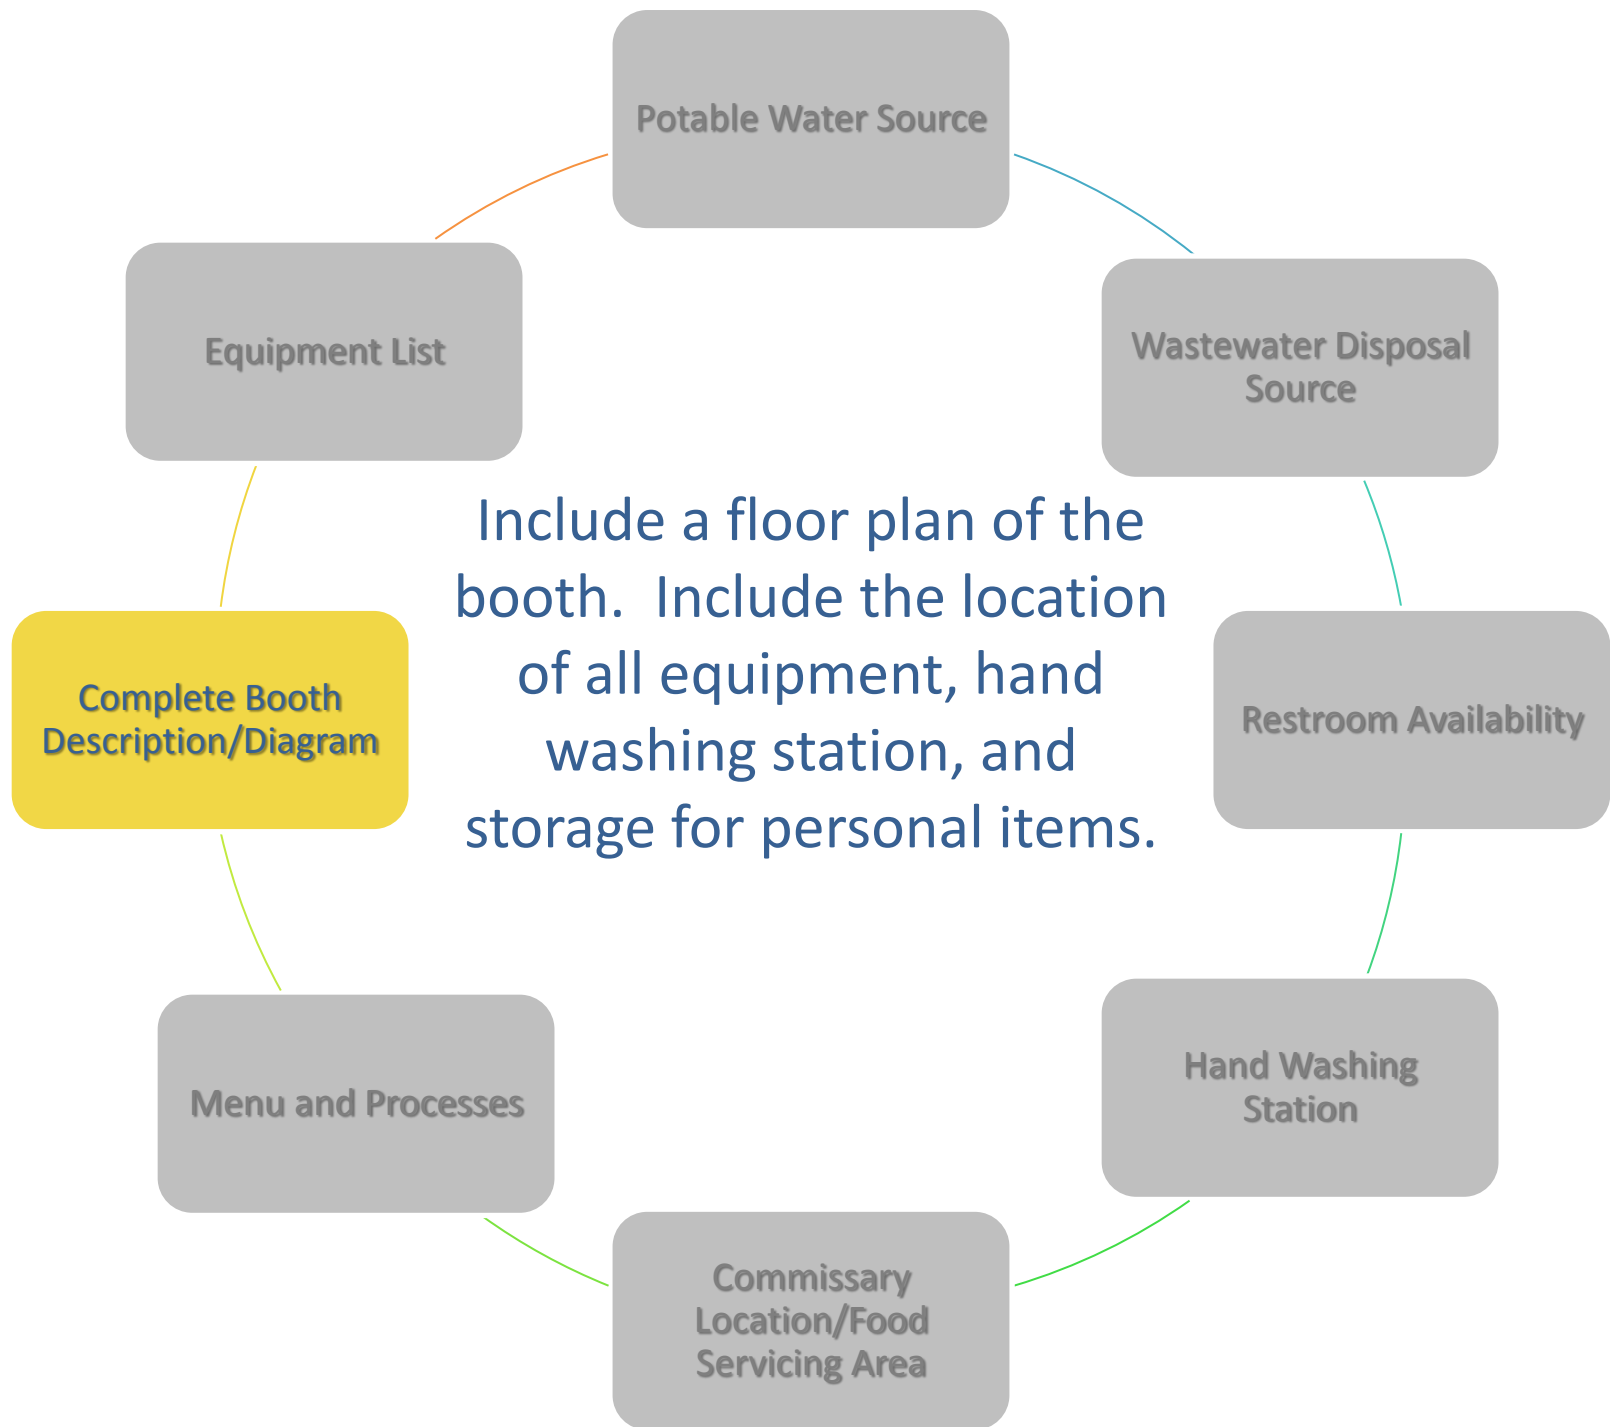 Potable Water Source
Wastewater Disposal
Source
Restroom Availability
Hand Washing
Station
Commissary
Location/Food
Servicing Area
Menu and Processes
Complete Booth
Description/Diagram
Equipment List
Include a floor plan of the
booth.  Include the location
of all equipment, hand
washing station, and
storage for personal items.